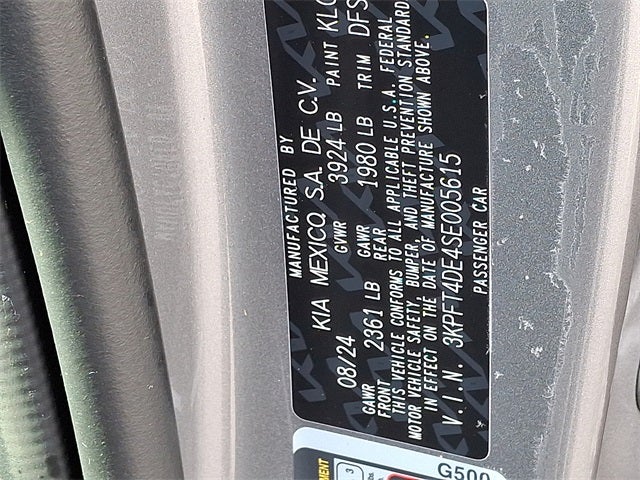 MANUFACTURED BY
KIA MEXICO, S.A. DE C.V.
08/24 GVWR 3924 LB PAINT KLG
GAWR FRONT 2361 LB GAWR REAR 1980 LB TRIM DFS
THIS VEHICLE CONFORMS TO ALL APPLICABLE U.S.A. FEDERAL
MOTOR VEHICLE SAFETY, BUMPER, AND THEFT PREVENTION STANDARD
IN EFFECT ON THE DATE OF MANUFACTURE SHOWN ABOVE.
V.I.N. 3KPFT4DE4SE005615
PASSENGER CAR
G500
3